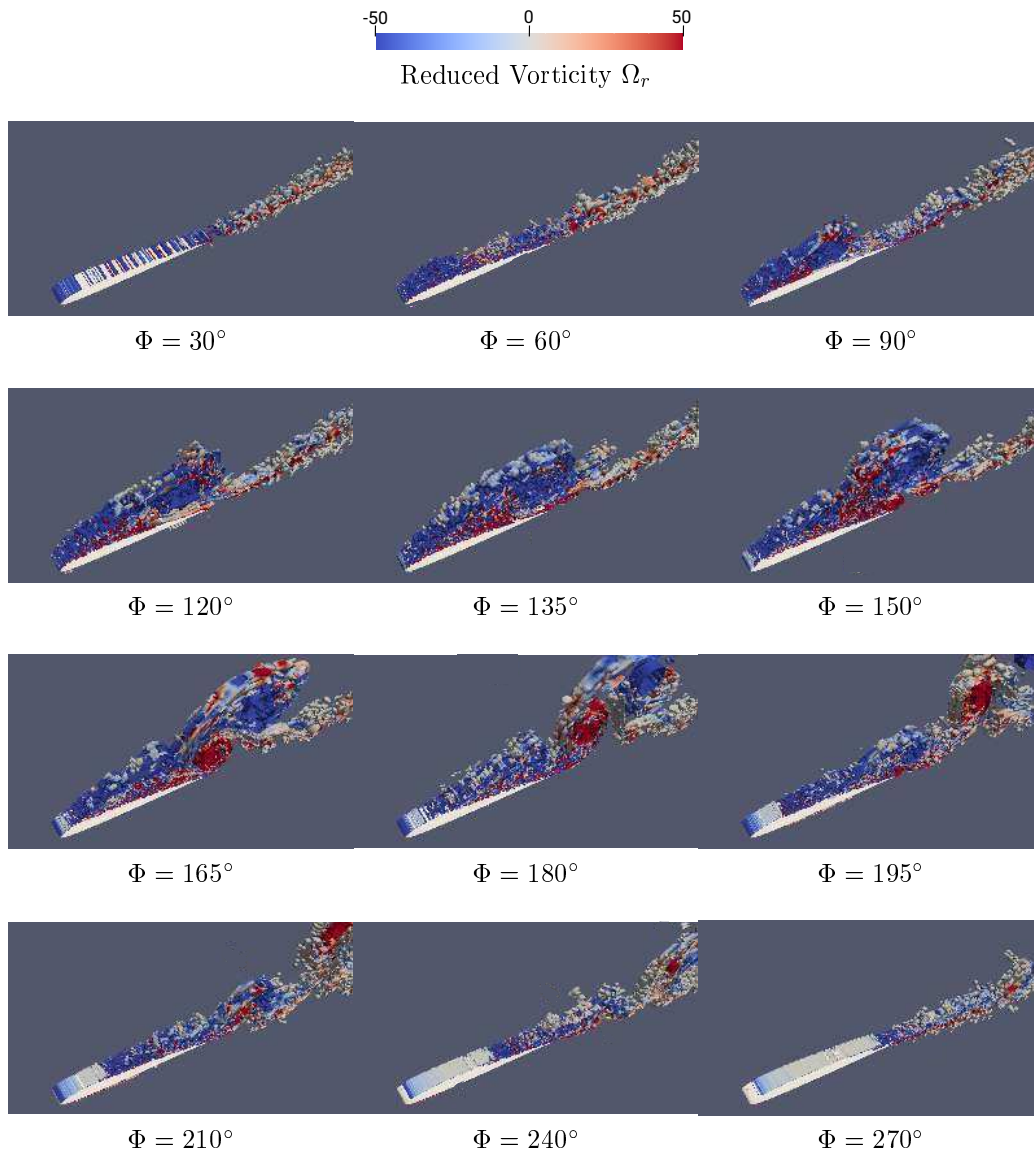 -50 0 50
Reduced Vorticity Ωᵣ
Φ = 30° Φ = 60° Φ = 90°
Φ = 120° Φ = 135° Φ = 150°
Φ = 165° Φ = 180° Φ = 195°
Φ = 210° Φ = 240° Φ = 270°